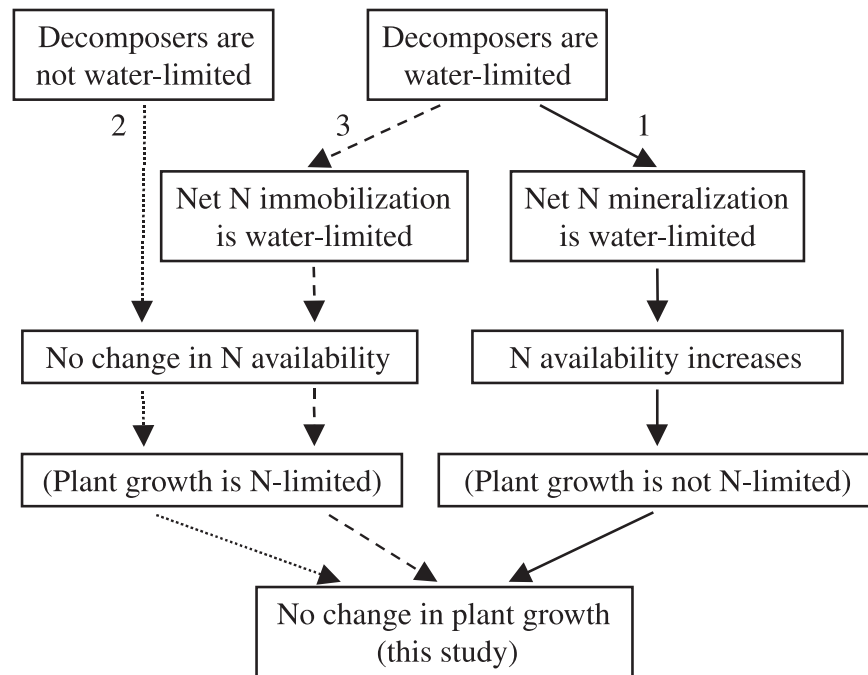 Decomposers are
not water-limited
Decomposers are
water-limited
2
3
1
Net N immobilization
is water-limited
Net N mineralization
is water-limited
No change in N availability
N availability increases
(Plant growth is N-limited)
(Plant growth is not N-limited)
No change in plant growth
(this study)